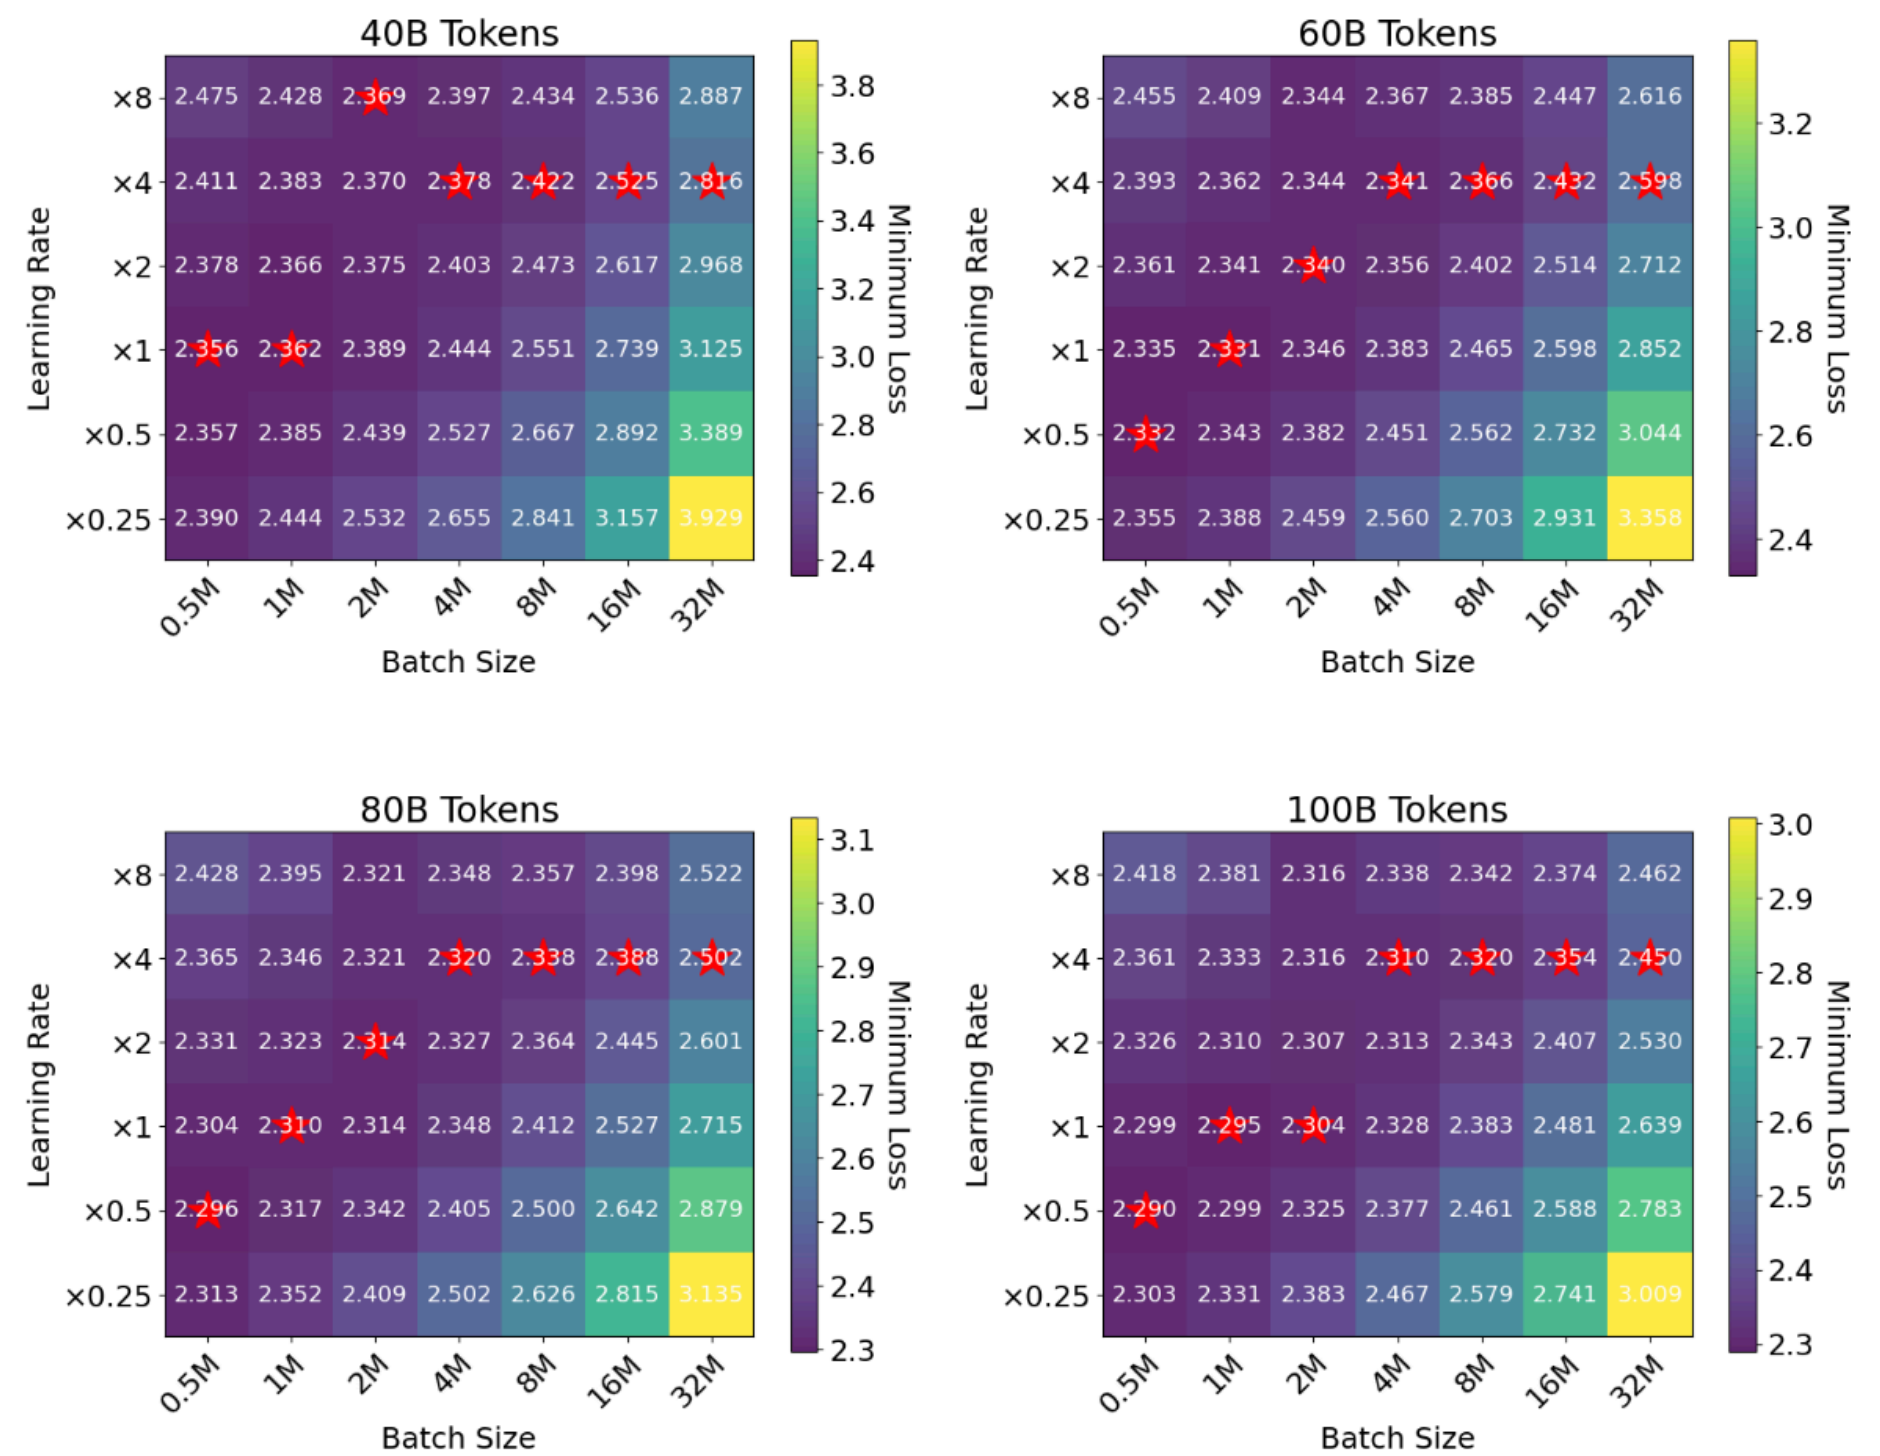 40B Tokens
Learning Rate
×8 2.475 2.428 2.369 2.397 2.434 2.536 2.887
×4 2.411 2.383 2.370 2.378 2.422 2.525 2.816
×2 2.378 2.366 2.375 2.403 2.473 2.617 2.968
×1 2.356 2.362 2.389 2.444 2.551 2.739 3.125
×0.5 2.357 2.385 2.439 2.527 2.667 2.892 3.389
×0.25 2.390 2.444 2.532 2.655 2.841 3.157 3.929
0.5M 1M 2M 4M 8M 16M 32M
Batch Size
3.8
3.6
3.4
3.2
3.0
2.8
2.6
2.4
Minimum Loss
60B Tokens
Learning Rate
×8 2.455 2.409 2.344 2.367 2.385 2.447 2.616
×4 2.393 2.362 2.344 2.341 2.366 2.432 2.598
×2 2.361 2.341 2.340 2.356 2.402 2.514 2.712
×1 2.335 2.331 2.346 2.383 2.465 2.598 2.852
×0.5 2.332 2.343 2.382 2.451 2.562 2.732 3.044
×0.25 2.355 2.388 2.459 2.560 2.703 2.931 3.358
0.5M 1M 2M 4M 8M 16M 32M
Batch Size
3.2
3.0
2.8
2.6
2.4
Minimum Loss
80B Tokens
Learning Rate
×8 2.428 2.395 2.321 2.348 2.357 2.398 2.522
×4 2.365 2.346 2.321 2.320 2.338 2.388 2.502
×2 2.331 2.323 2.314 2.327 2.364 2.445 2.601
×1 2.304 2.310 2.314 2.348 2.412 2.527 2.715
×0.5 2.296 2.317 2.342 2.405 2.500 2.642 2.879
×0.25 2.313 2.352 2.409 2.502 2.626 2.815 3.135
0.5M 1M 2M 4M 8M 16M 32M
Batch Size
3.1
3.0
2.9
2.8
2.7
2.6
2.5
2.4
2.3
Minimum Loss
100B Tokens
Learning Rate
×8 2.418 2.381 2.316 2.338 2.342 2.374 2.462
×4 2.361 2.333 2.316 2.310 2.320 2.354 2.450
×2 2.326 2.310 2.307 2.313 2.343 2.407 2.530
×1 2.299 2.295 2.304 2.328 2.383 2.481 2.639
×0.5 2.290 2.299 2.325 2.377 2.461 2.588 2.783
×0.25 2.303 2.331 2.383 2.467 2.579 2.741 3.009
0.5M 1M 2M 4M 8M 16M 32M
Batch Size
3.0
2.9
2.8
2.7
2.6
2.5
2.4
2.3
Minimum Loss